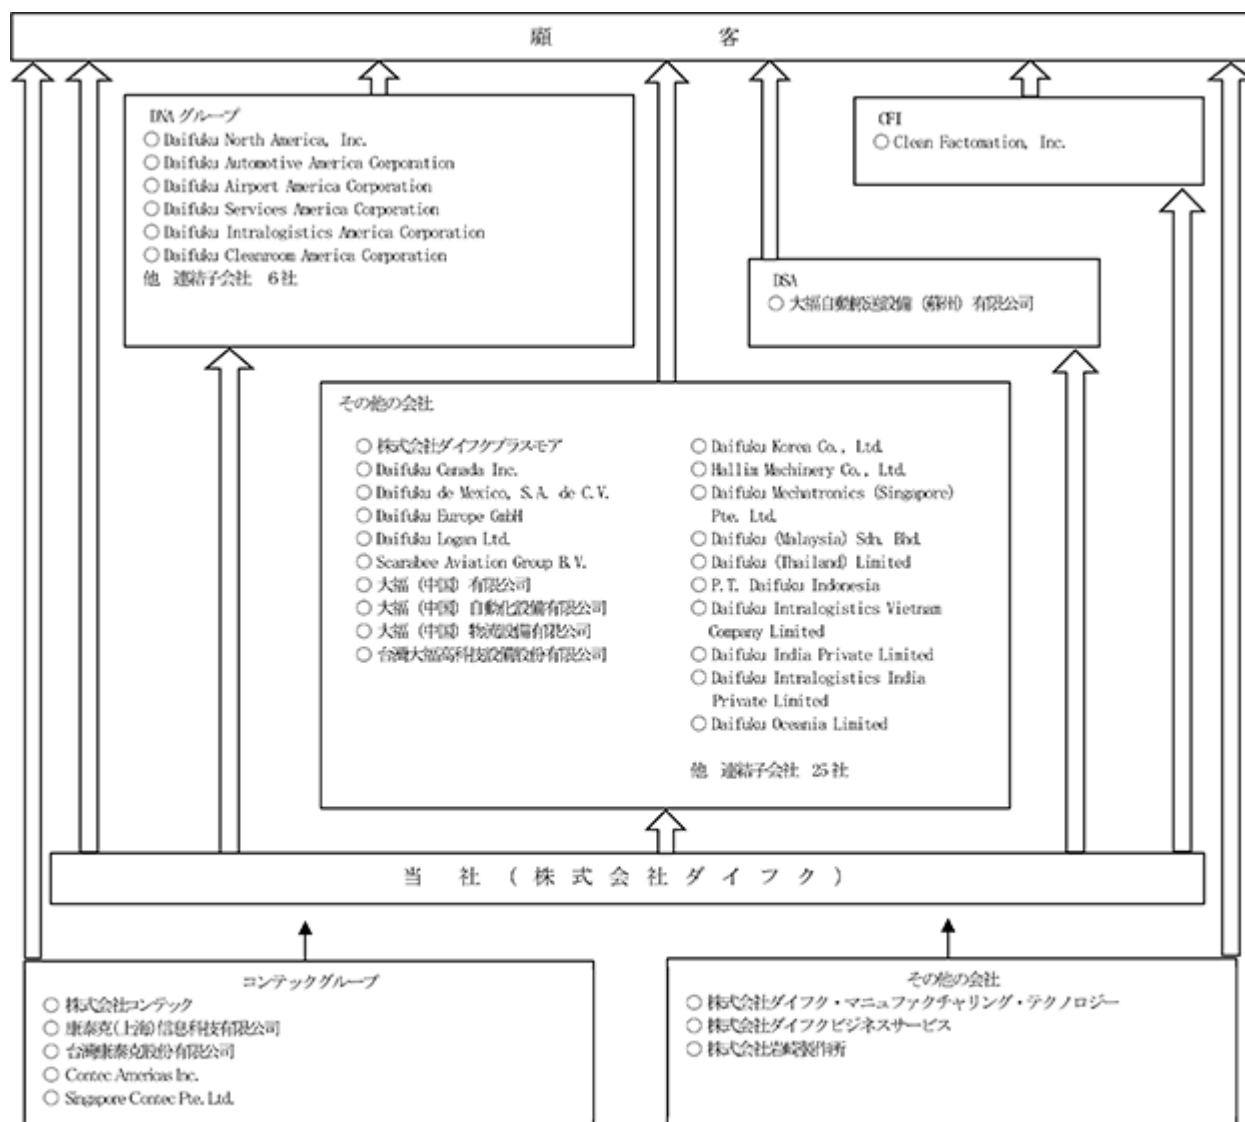 顧 客
DNA グループ
○ Daifuku North America, Inc.
○ Daifuku Automotive America Corporation
○ Daifuku Airport America Corporation
○ Daifuku Services America Corporation
○ Daifuku Intralogistics America Corporation
○ Daifuku Cleanroom America Corporation
他 連結子会社 6社
CFI
○ Clean Factomation, Inc.
DSA
○ 大福自動搬送設備（蘇州）有限公司
その他の会社
○ 株式会社ダイフクプラスモア
○ Daifuku Canada Inc.
○ Daifuku de Mexico, S.A. de C.V.
○ Daifuku Europe GmbH
○ Daifuku Logan Ltd.
○ Scarabee Aviation Group B.V.
○ 大福（中国）有限公司
○ 大福（中国）自動化設備有限公司
○ 大福（中国）物流設備有限公司
○ 台灣大福高科技設備股份有限公司
○ Daifuku Korea Co., Ltd.
○ Hallim Machinery Co., Ltd.
○ Daifuku Mechatronics (Singapore)
Pte. Ltd.
○ Daifuku (Malaysia) Sdn. Bhd.
○ Daifuku (Thailand) Limited
○ P.T. Daifuku Indonesia
○ Daifuku Intralogistics Vietnam
Company Limited
○ Daifuku India Private Limited
○ Daifuku Intralogistics India
Private Limited
○ Daifuku Oceania Limited
他 連結子会社 25社
当 社 ( 株 式 会 社 ダ イ フ ク )
コンテックグループ
○ 株式会社コンテック
○ 康泰克(上海)信息科技有限公司
○ 台灣康泰克股份有限公司
○ Contec Americas Inc.
○ Singapore Contec Pte. Ltd.
その他の会社
○ 株式会社ダイフク・マニュファクチャリング・テクノロジー
○ 株式会社ダイフクビジネスサービス
○ 株式会社岩崎製作所